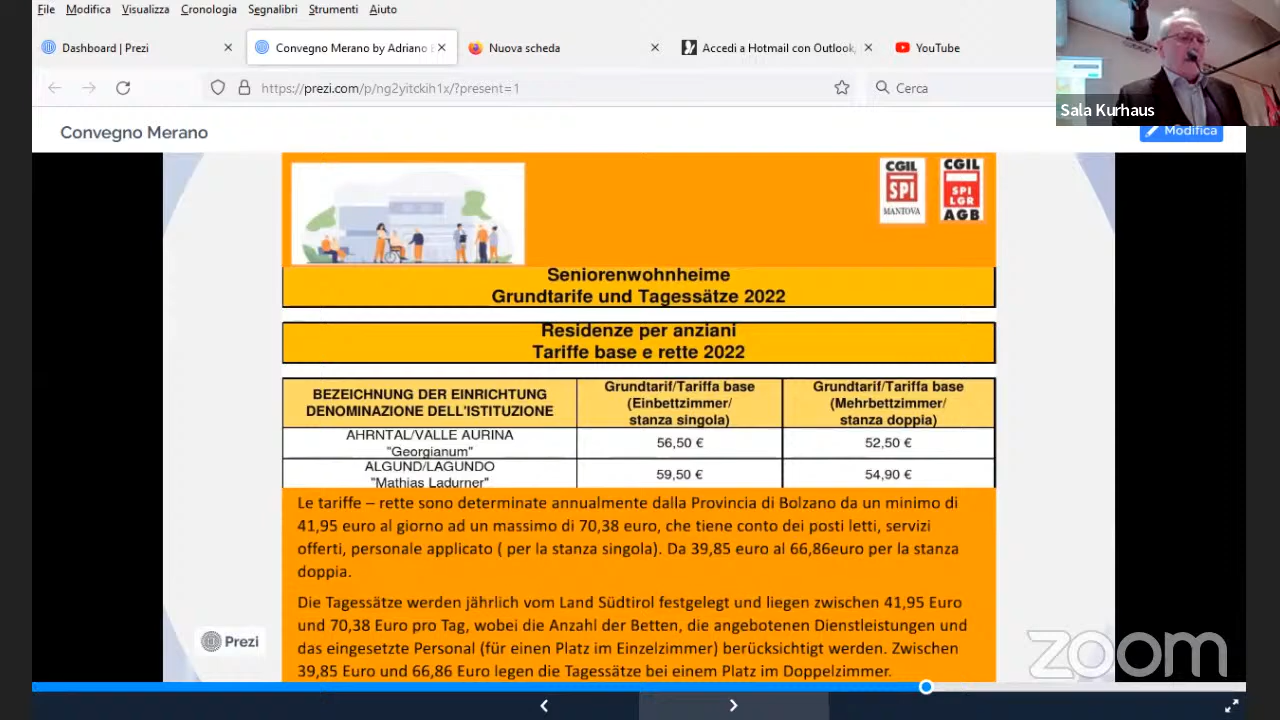 File Modifica Visualizza Cronologia Segnalibri Strumenti Aiuto
Dashboard | Prezi
Convegno Merano by Adriano
Nuova scheda
Accedi a Hotmail con Outlook,
YouTube
https://prezi.com/p/ng2yitckih1x/?present=1
Cerca
Sala Kurhaus
Convegno Merano
Modifica
CGIL
SPI
MANTOVA
CGIL
SPI
LGR
AGB
Seniorenwohnheime
Grundtarife und Tagessätze 2022
Residenze per anziani
Tariffe base e rette 2022
BEZEICHNUNG DER EINRICHTUNG
DENOMINAZIONE DELL'ISTITUZIONE
Grundtarif/Tariffa base
(Einbettzimmer/
stanza singola)
Grundtarif/Tariffa base
(Mehrbettzimmer/
stanza doppia)
AHRNTAL/VALLE AURINA
"Georgianum"
56,50 €
52,50 €
ALGUND/LAGUNDO
"Mathias Ladurner"
59,50 €
54,90 €
Le tariffe – rette sono determinate annualmente dalla Provincia di Bolzano da un minimo di
41,95 euro al giorno ad un massimo di 70,38 euro, che tiene conto dei posti letti, servizi
offerti, personale applicato ( per la stanza singola). Da 39,85 euro al 66,86euro per la stanza
doppia.
Die Tagessätze werden jährlich vom Land Südtirol festgelegt und liegen zwischen 41,95 Euro
und 70,38 Euro pro Tag, wobei die Anzahl der Betten, die angebotenen Dienstleistungen und
das eingesetzte Personal (für einen Platz im Einzelzimmer) berücksichtigt werden. Zwischen
39,85 Euro und 66,86 Euro legen die Tagessätze bei einem Platz im Doppelzimmer.
Prezi
zoom